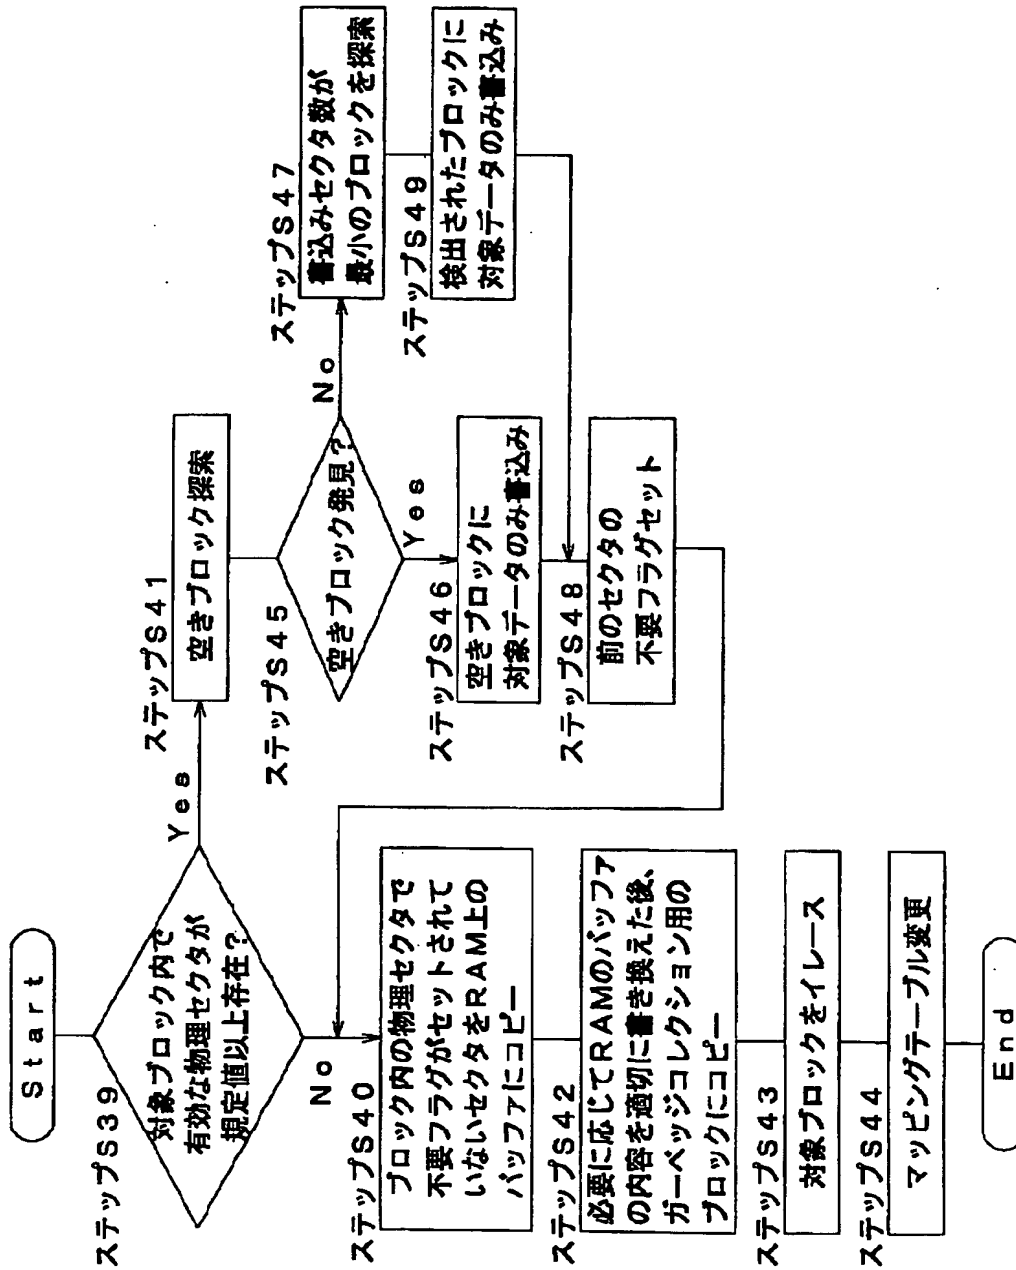 Start
ステップS39
対象ブロック内で
有効な物理セクタが
規定値以上存在?
Yes
No
ステップS40
ブロック内の物理セクタで
不要フラグがセットされて
いないセクタをRAM上の
バッファにコピー
ステップS42
必要に応じてRAMのバッファ
の内容を適切に書き換えた後、
ガーベッジコレクション用の
ブロックにコピー
ステップS43
対象ブロックをイレース
ステップS44
マッピングテーブル変更
End
ステップS41
空きブロック探索
ステップS45
空きブロック発見?
No
Yes
ステップS46
空きブロックに
対象データのみ書込み
ステップS48
前のセクタの
不要フラグセット
ステップS47
書込みセクタ数が
最小のブロックを探索
ステップS49
検出されたブロックに
対象データのみ書込み